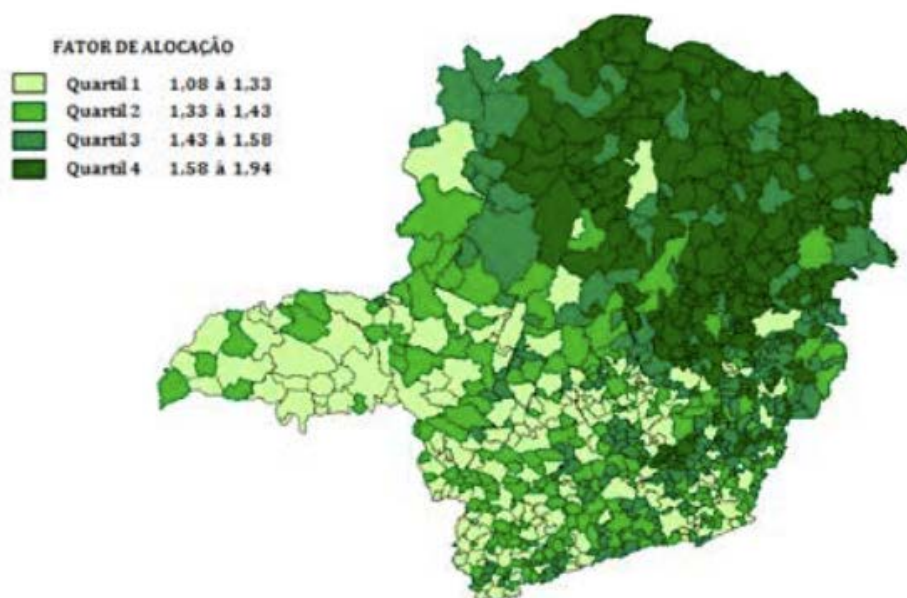 FATOR DE ALOCAÇÃO
Quartil 1 1,08 à 1,33
Quartil 2 1,33 à 1,43
Quartil 3 1,43 à 1,58
Quartil 4 1,58 à 1,94